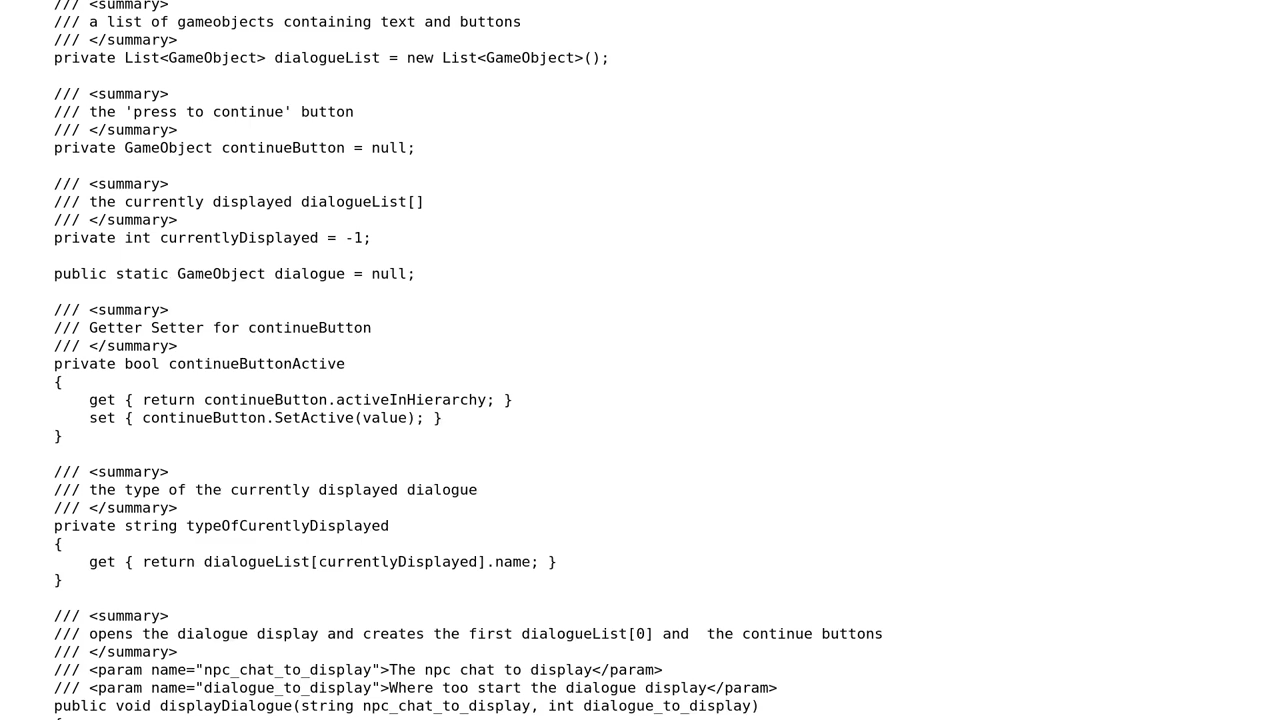 /// <summary>
/// a list of gameobjects containing text and buttons
/// </summary>
private List<GameObject> dialogueList = new List<GameObject>();
/// <summary>
/// the 'press to continue' button
/// </summary>
private GameObject continueButton = null;
/// <summary>
/// the currently displayed dialogueList[]
/// </summary>
private int currentlyDisplayed = -1;
public static GameObject dialogue = null;
/// <summary>
/// Getter Setter for continueButton
/// </summary>
private bool continueButtonActive
{
    get { return continueButton.activeInHierarchy; }
    set { continueButton.SetActive(value); }
}
/// <summary>
/// the type of the currently displayed dialogue
/// </summary>
private string typeOfCurentlyDisplayed
{
    get { return dialogueList[currentlyDisplayed].name; }
}
/// <summary>
/// opens the dialogue display and creates the first dialogueList[0] and  the continue buttons
/// </summary>
/// <param name="npc_chat_to_display">The npc chat to display</param>
/// <param name="dialogue_to_display">Where too start the dialogue display</param>
public void displayDialogue(string npc_chat_to_display, int dialogue_to_display)
{